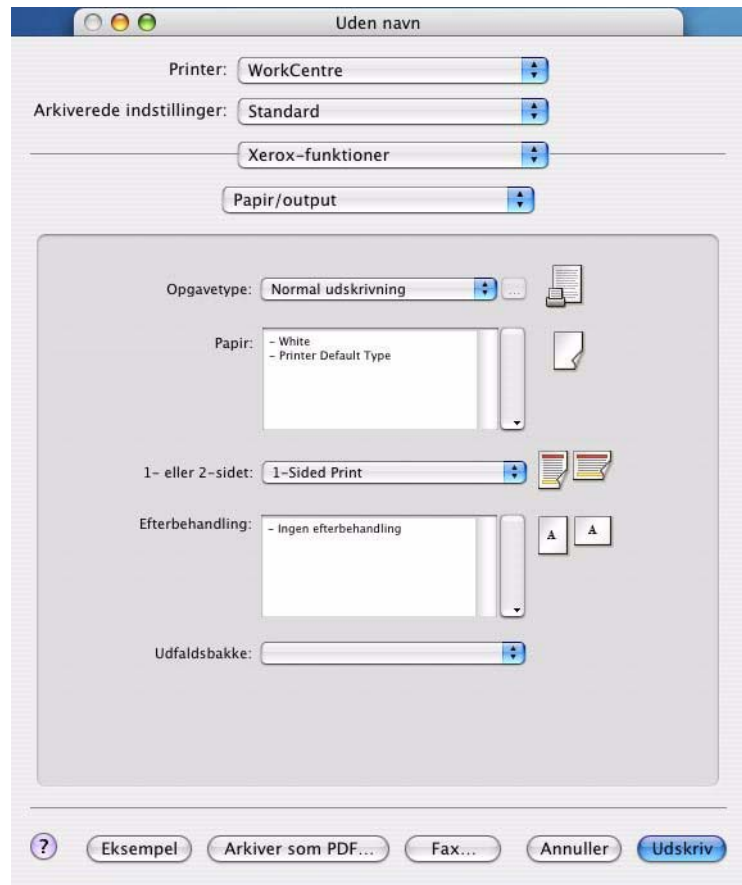 Uden navn
Printer: WorkCentre
Arkiverede indstillinger: Standard
Xerox-funktioner
Papir/output
Opgavetype: Normal udskrivning ...
Papir: - White
- Printer Default Type
1- eller 2-sidet: 1-Sided Print
Efterbehandling: - Ingen efterbehandling
A A
Udfaldsbakke:
? Eksempel Arkiver som PDF... Fax... Annuller Udskriv